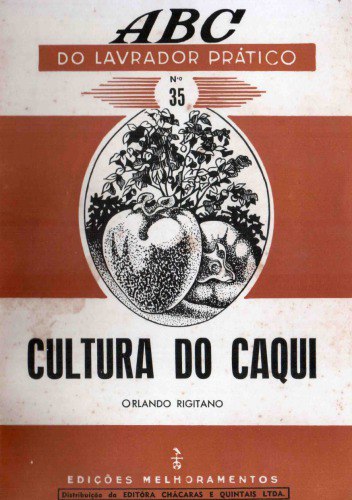 ABC
DO LAVRADOR PRÁTICO
Nº
35
CULTURA DO CAQUI
ORLANDO RIGITANO
EDIÇÕES MELHORAMENTOS
Distribuição da EDITORA CHÁCARAS E QUINTAIS LTDA.